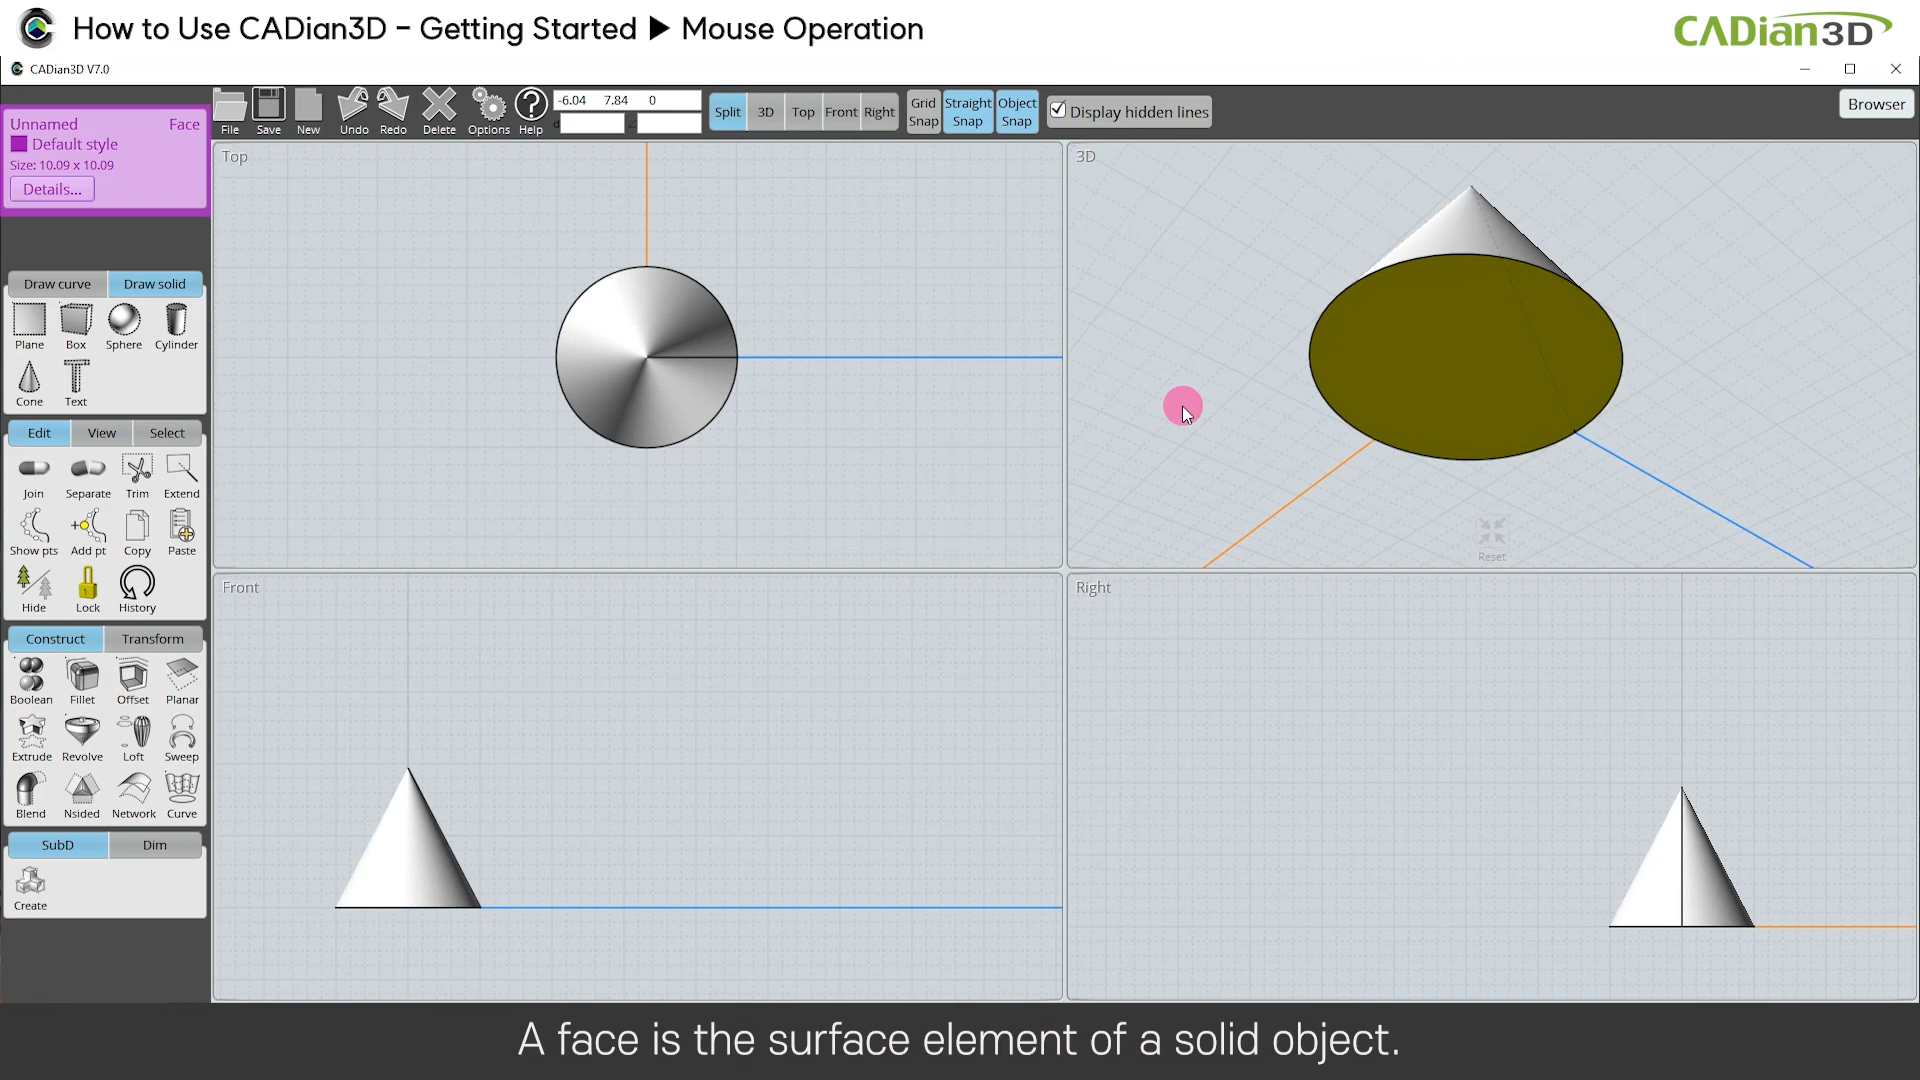 How to Use CADian3D – Getting Started ▶ Mouse Operation
CADian3D
CADian3D V7.0
Unnamed Face
Default style
Size: 10.09 x 10.09
Details...
File Save New Undo Redo Delete Options Help
-6.04 7.84 0
d
Split 3D Top Front Right
Grid Snap
Straight Snap
Object Snap
Display hidden lines
Browser
Draw curve Draw solid
Plane Box Sphere Cylinder
Cone Text
Edit View Select
Join Separate Trim Extend
Show pts Add pt Copy Paste
Hide Lock History
Construct Transform
Boolean Fillet Offset Planar
Extrude Revolve Loft Sweep
Blend Nsided Network Curve
SubD Dim
Create
Top
3D
Reset
Front
Right
A face is the surface element of a solid object.